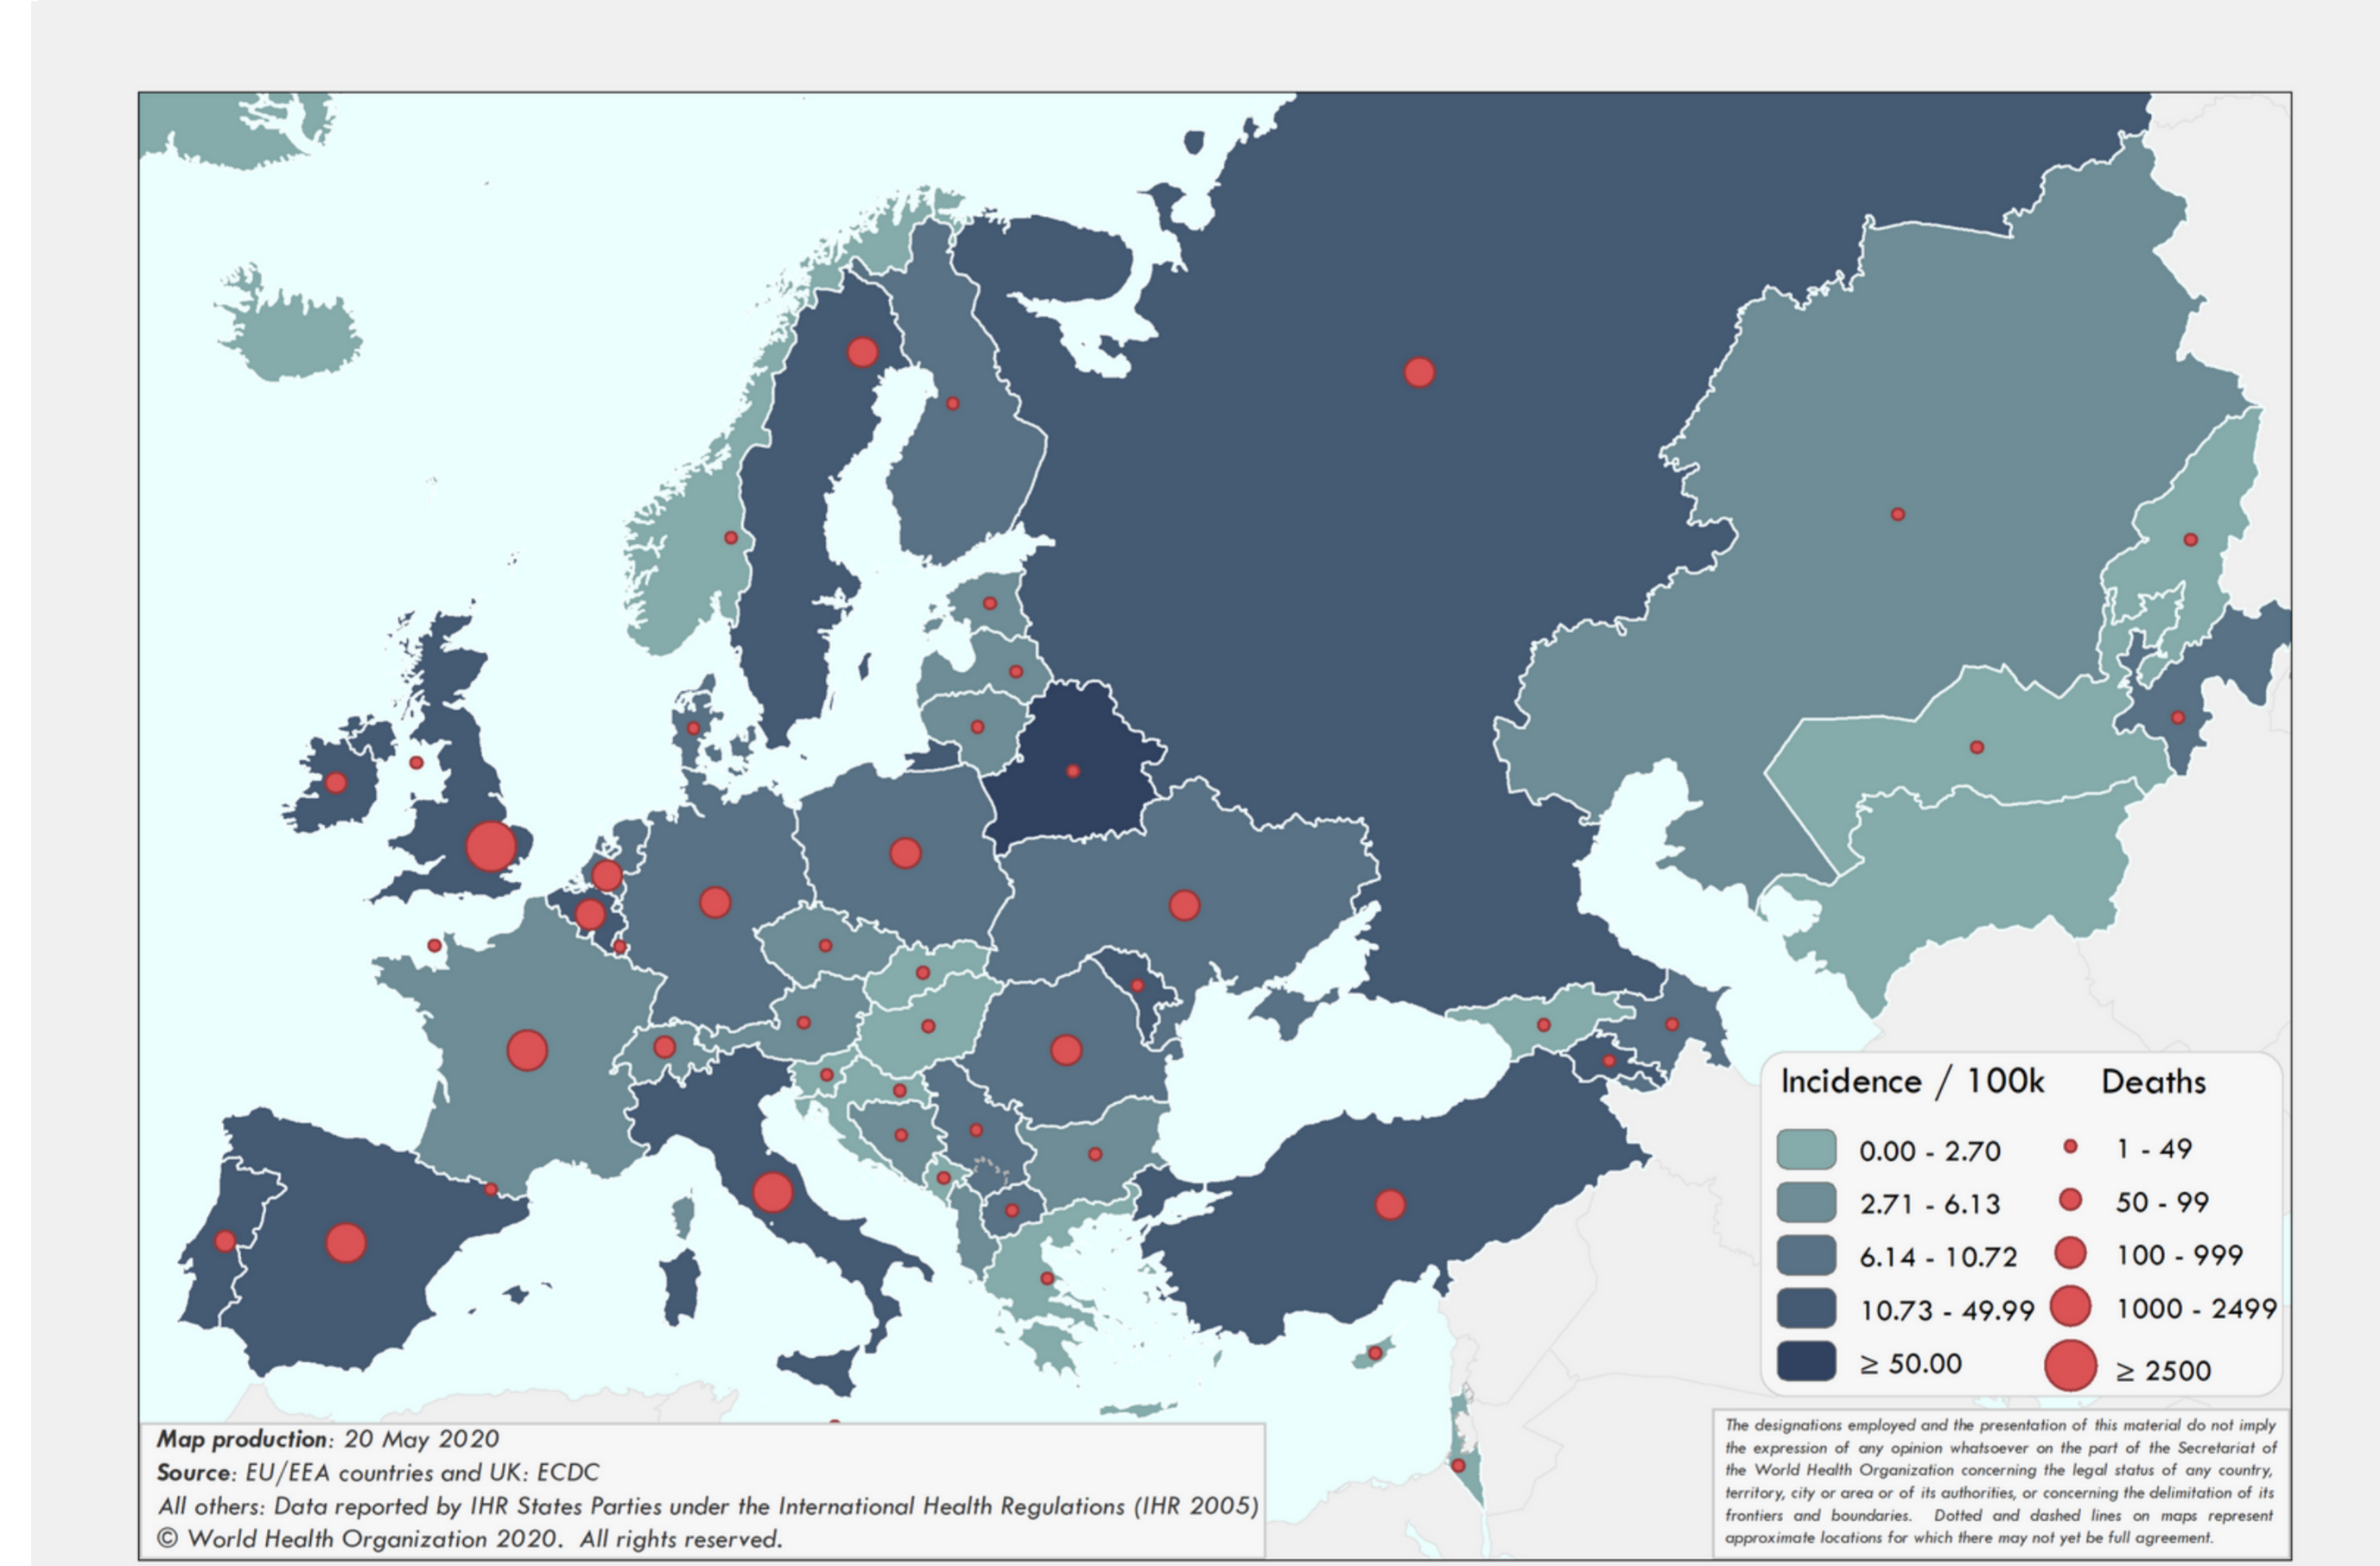 Incidence / 100k Deaths
0.00 - 2.70 1 - 49
2.71 - 6.13 50 - 99
6.14 - 10.72 100 - 999
10.73 - 49.99 1000 - 2499
≥ 50.00 ≥ 2500
Map production: 20 May 2020
Source: EU/EEA countries and UK: ECDC
All others: Data reported by IHR States Parties under the International Health Regulations (IHR 2005)
© World Health Organization 2020. All rights reserved.
The designations employed and the presentation of this material do not imply
the expression of any opinion whatsoever on the part of the Secretariat of
the World Health Organization concerning the legal status of any country,
territory, city or area or of its authorities, or concerning the delimitation of its
frontiers and boundaries. Dotted and dashed lines on maps represent
approximate locations for which there may not yet be full agreement.